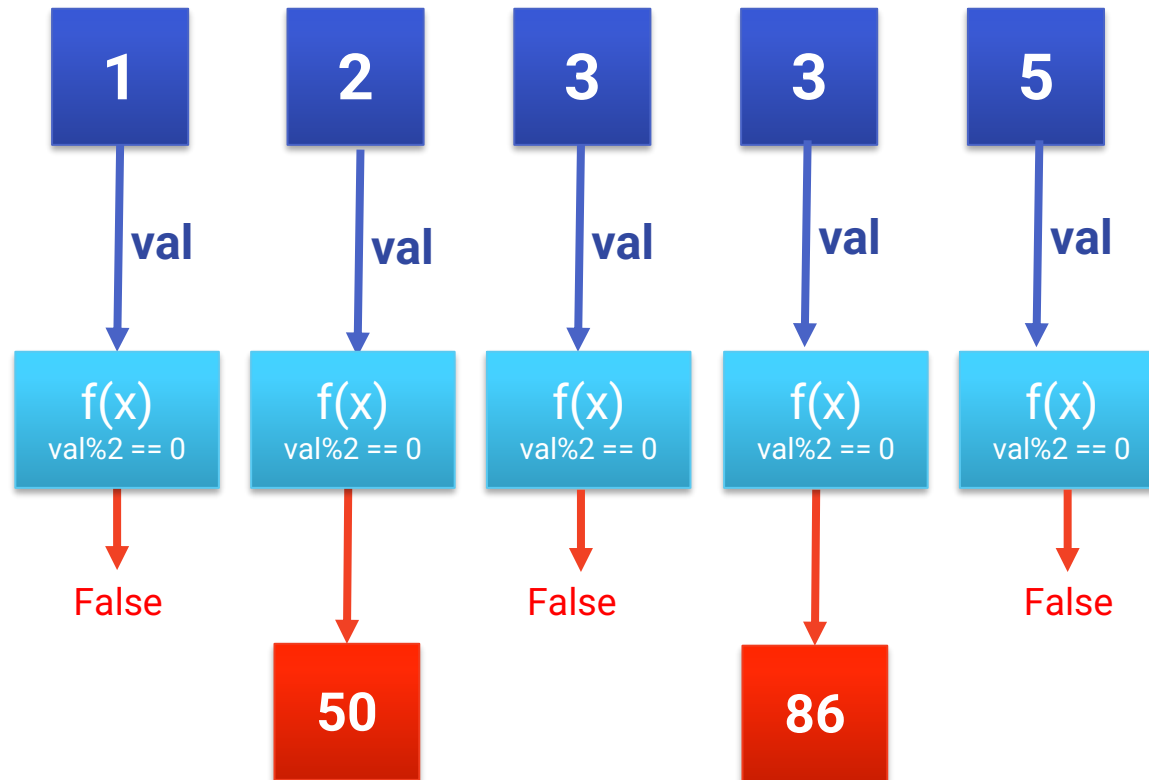 1 2 3 3 5
val val val val val
f(x) f(x) f(x) f(x) f(x)
val%2 == 0 val%2 == 0 val%2 == 0 val%2 == 0 val%2 == 0
False False False
50 86